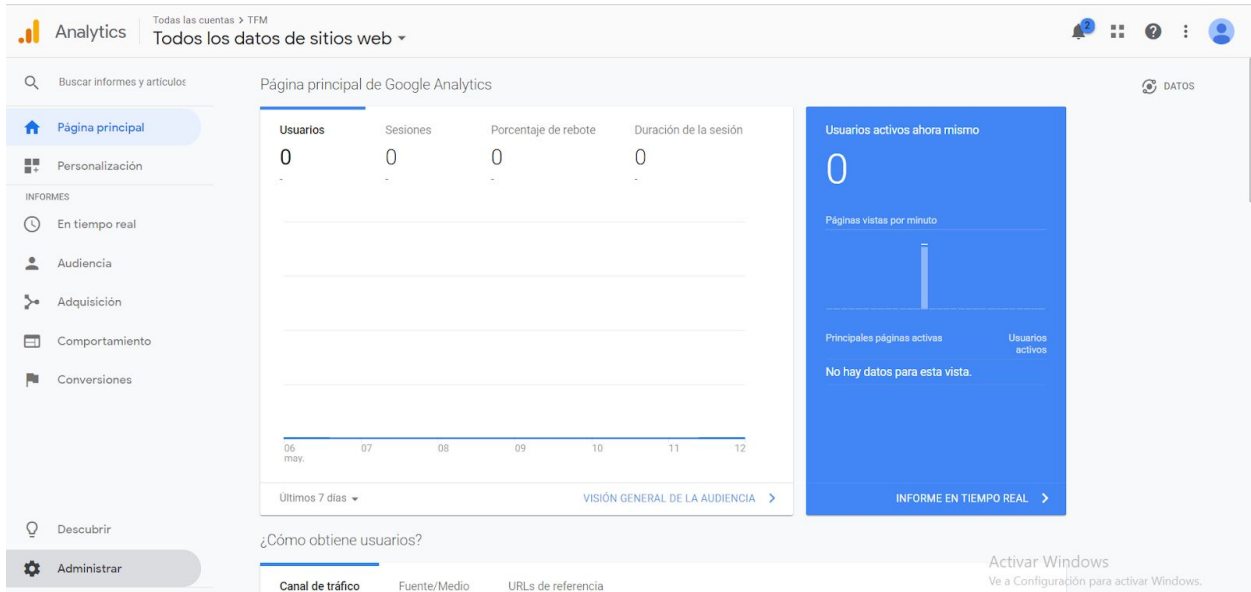 Analytics
Todas las cuentas > TFM
Todos los datos de sitios web
2
Buscar informes y artículos
Página principal
Personalización
INFORMES
En tiempo real
Audiencia
Adquisición
Comportamiento
Conversiones
Descubrir
Administrar
Página principal de Google Analytics
DATOS
Usuarios Sesiones Porcentaje de rebote Duración de la sesión
0 0 0 0
- - - -
06 07 08 09 10 11 12
may.
Últimos 7 días
VISIÓN GENERAL DE LA AUDIENCIA >
Usuarios activos ahora mismo
0
Páginas vistas por minuto
Principales páginas activas Usuarios
activos
No hay datos para esta vista.
INFORME EN TIEMPO REAL >
¿Cómo obtiene usuarios?
Canal de tráfico Fuente/Medio URLs de referencia
Activar Windows
Ve a Configuración para activar Windows.